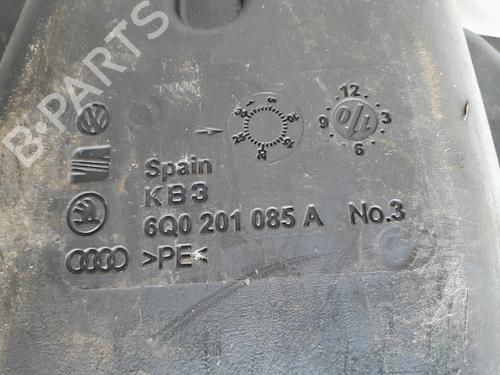 B-PARTS
12
9 3
6
Spain
KB3
6Q0 201 085 A No.3
>PE<